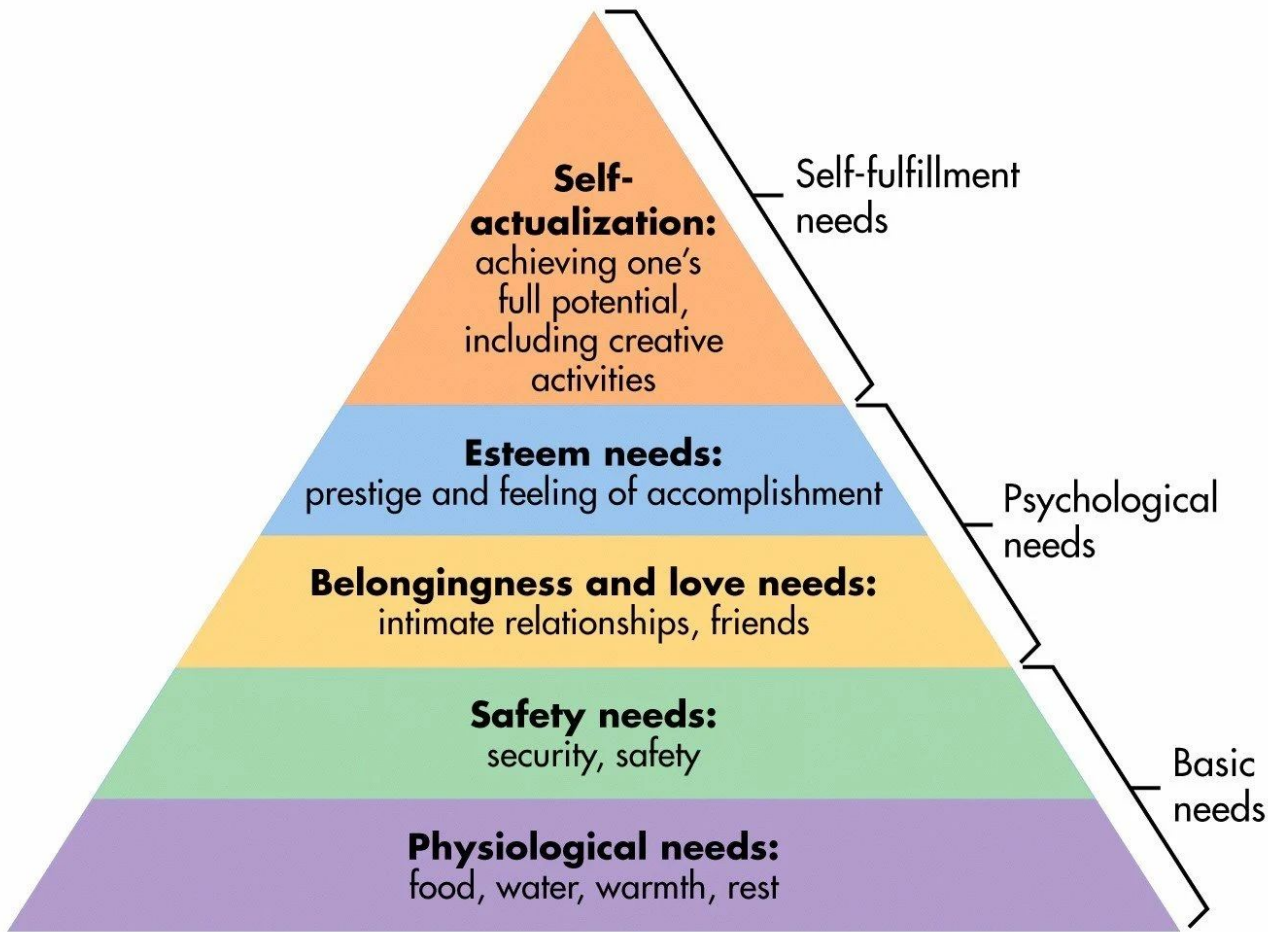 Self-
actualization:
achieving one's
full potential,
including creative
activities
Self-fulfillment
needs
Esteem needs:
prestige and feeling of accomplishment
Psychological
needs
Belongingness and love needs:
intimate relationships, friends
Safety needs:
security, safety
Basic
needs
Physiological needs:
food, water, warmth, rest